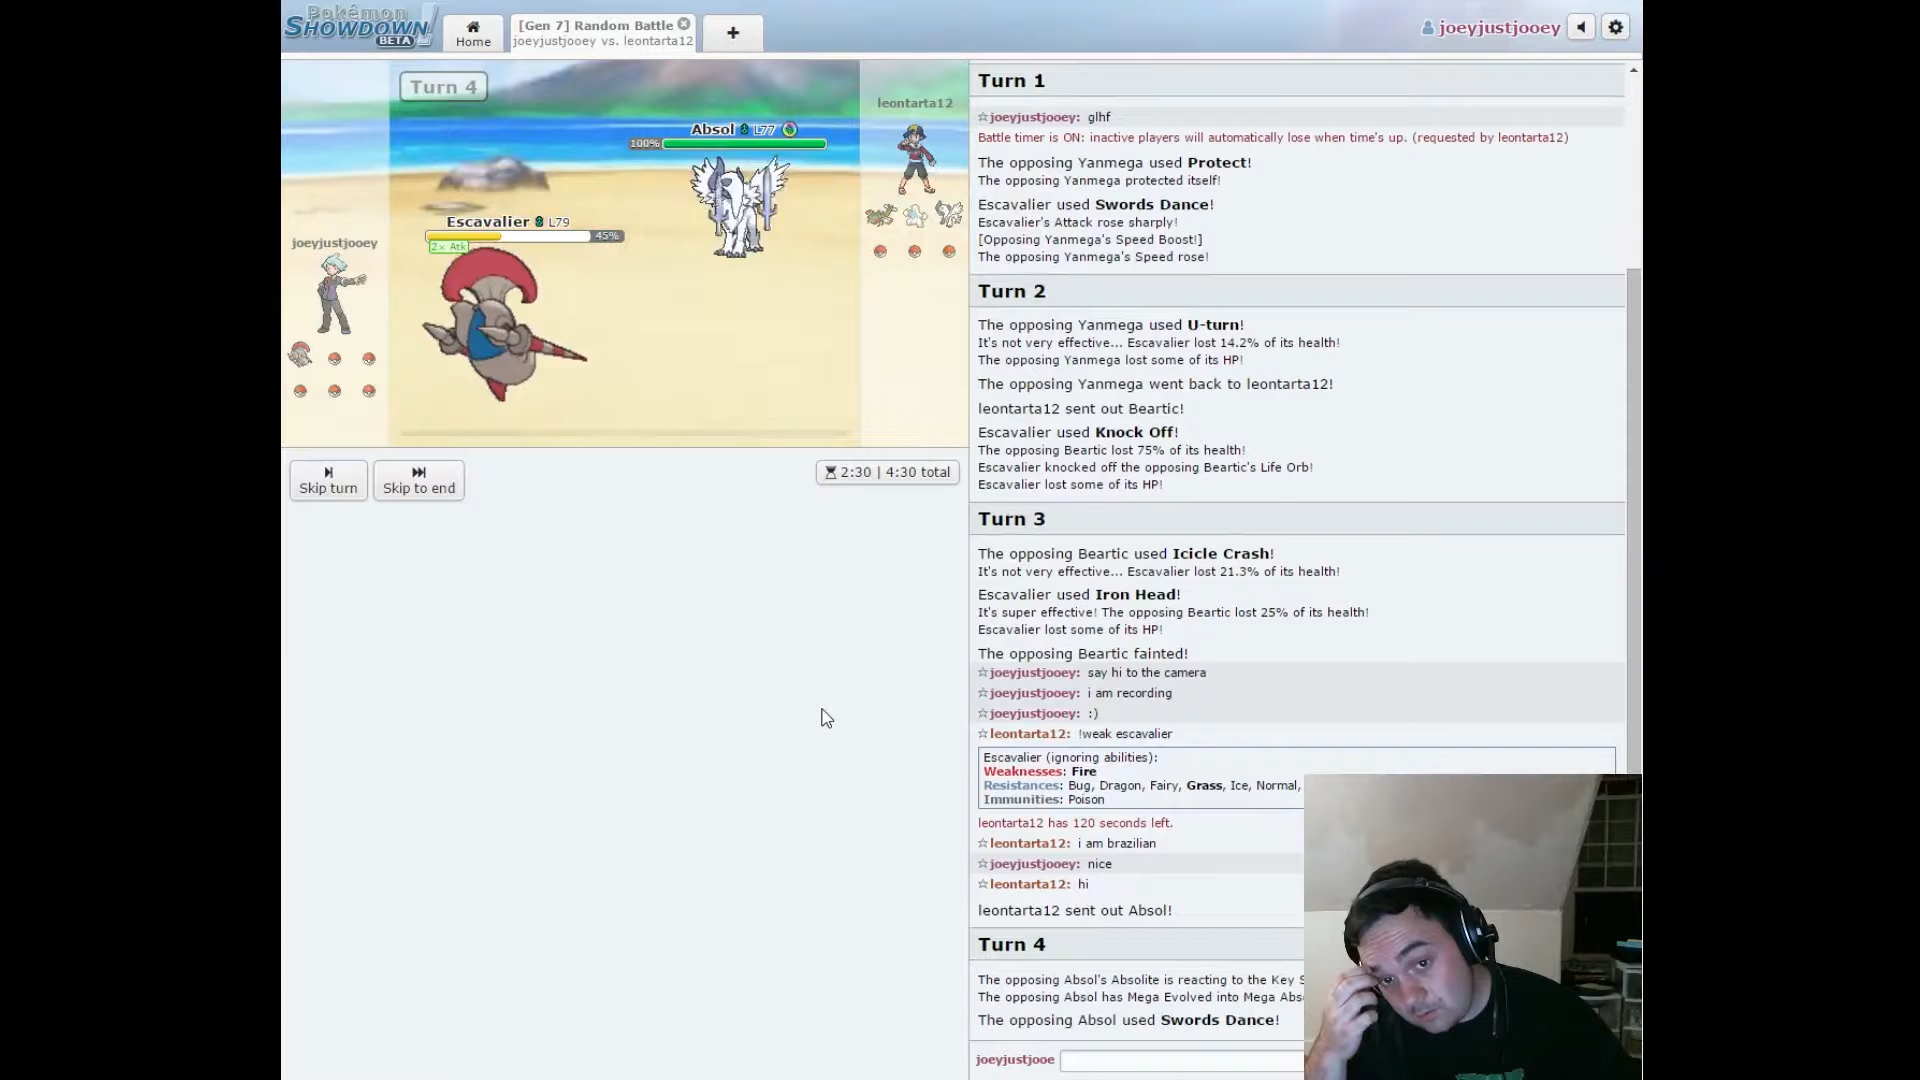 Pokémon
SHOWDOWN!
BETA
Home
[Gen 7] Random Battle
joeyjustjooey vs. leontarta12
+
joeyjustjooey
Turn 4
leontarta12
Absol L77
100%
Escavalier L79
45%
2× Atk
joeyjustjooey
Skip turn
Skip to end
2:30 | 4:30 total
Turn 1
☆joeyjustjooey: glhf
Battle timer is ON: inactive players will automatically lose when time's up. (requested by leontarta12)
The opposing Yanmega used Protect!
The opposing Yanmega protected itself!
Escavalier used Swords Dance!
Escavalier's Attack rose sharply!
[Opposing Yanmega's Speed Boost!]
The opposing Yanmega's Speed rose!
Turn 2
The opposing Yanmega used U-turn!
It's not very effective... Escavalier lost 14.2% of its health!
The opposing Yanmega lost some of its HP!
The opposing Yanmega went back to leontarta12!
leontarta12 sent out Beartic!
Escavalier used Knock Off!
The opposing Beartic lost 75% of its health!
Escavalier knocked off the opposing Beartic's Life Orb!
Escavalier lost some of its HP!
Turn 3
The opposing Beartic used Icicle Crash!
It's not very effective... Escavalier lost 21.3% of its health!
Escavalier used Iron Head!
It's super effective! The opposing Beartic lost 25% of its health!
Escavalier lost some of its HP!
The opposing Beartic fainted!
☆joeyjustjooey: say hi to the camera
☆joeyjustjooey: i am recording
☆joeyjustjooey: :)
☆leontarta12: !weak escavalier
Escavalier (ignoring abilities):
Weaknesses: Fire
Resistances: Bug, Dragon, Fairy, Grass, Ice, Normal,
Immunities: Poison
leontarta12 has 120 seconds left.
☆leontarta12: i am brazilian
☆joeyjustjooey: nice
☆leontarta12: hi
leontarta12 sent out Absol!
Turn 4
The opposing Absol's Absolite is reacting to the Key S
The opposing Absol has Mega Evolved into Mega Abs
The opposing Absol used Swords Dance!
joeyjustjooe